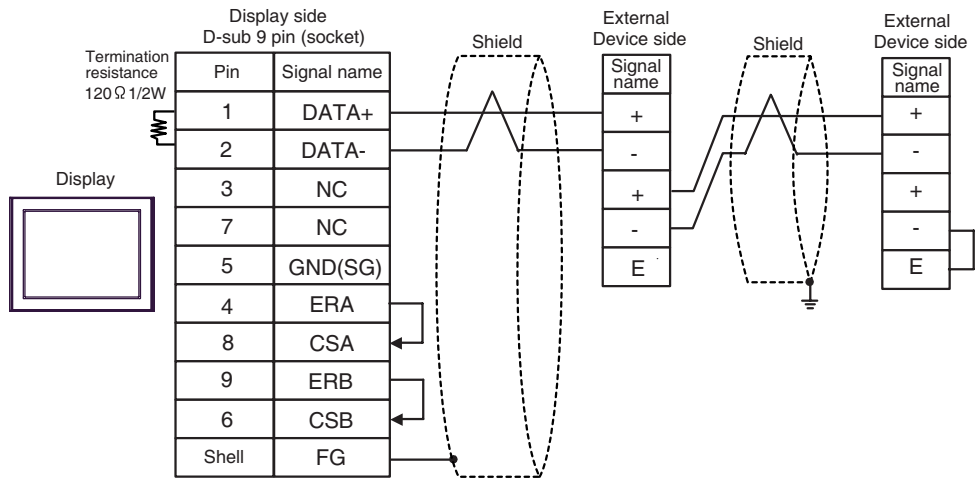 Display side
D-sub 9 pin (socket)
Termination
resistance
120 Ω 1/2W
Display
Pin Signal name
1 DATA+
2 DATA-
3 NC
7 NC
5 GND(SG)
4 ERA
8 CSA
9 ERB
6 CSB
Shell FG
Shield
External
Device side
Signal
name
+
-
+
-
E
Shield
External
Device side
Signal
name
+
-
+
-
E